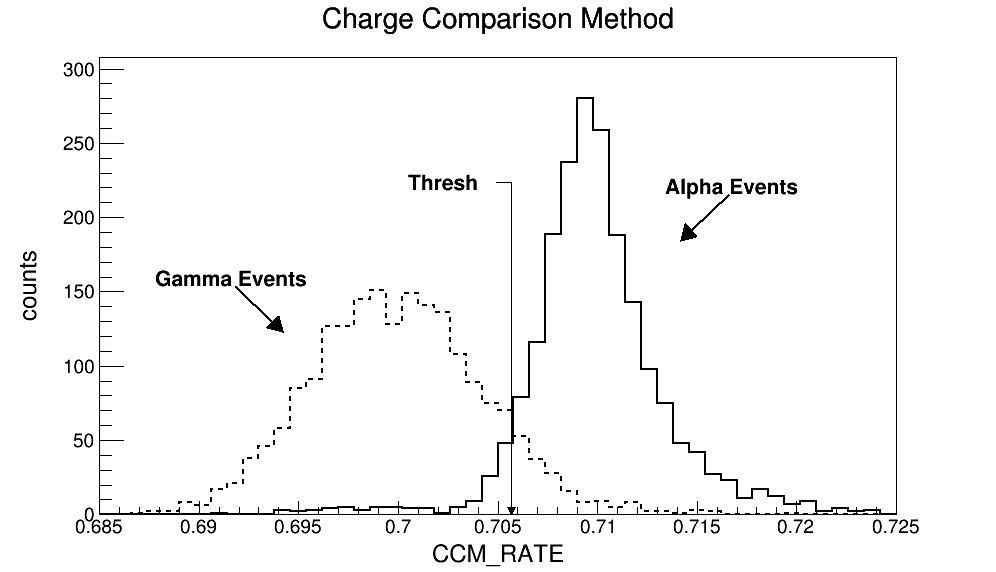 Charge Comparison Method
300
250
200
150
100
50
0
counts
Thresh
Alpha Events
Gamma Events
0.685 0.69 0.695 0.7 0.705 0.71 0.715 0.72 0.725
CCM_RATE